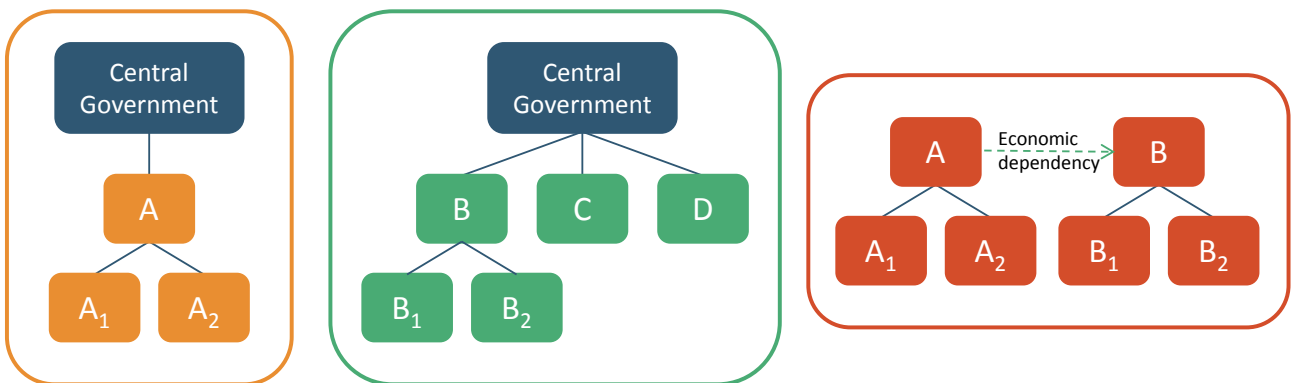 Central
Government
A
A₁
A₂
Central
Government
B
C
D
B₁
B₂
A
Economic
dependency
B
A₁
A₂
B₁
B₂